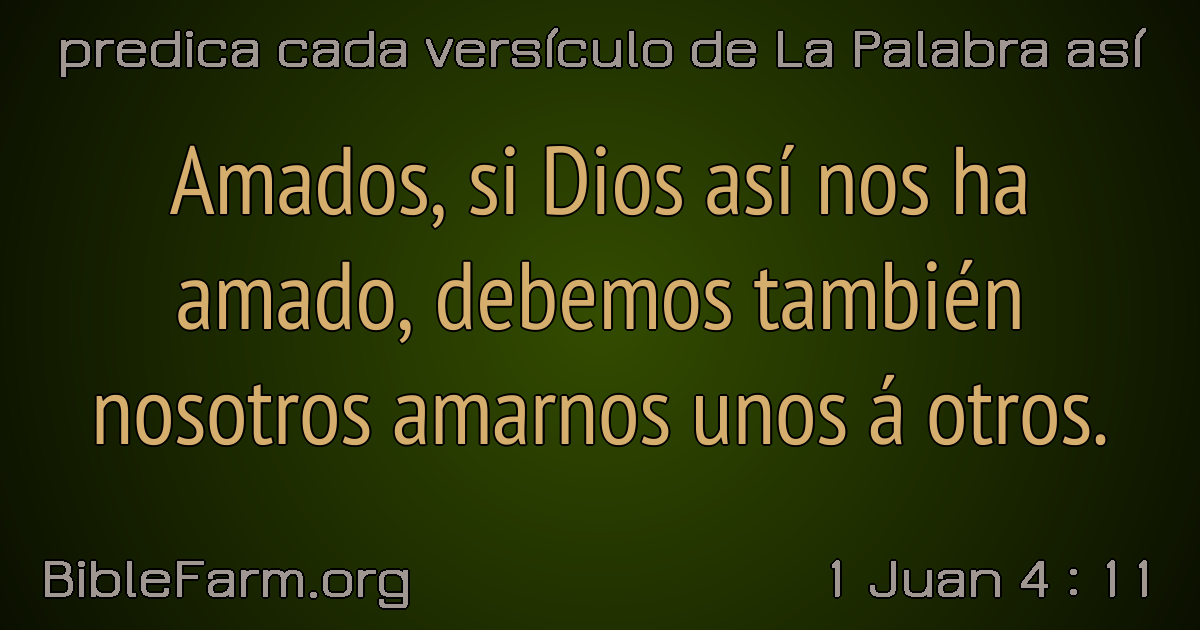 predica cada versículo de La Palabra así
Amados, si Dios así nos ha
amado, debemos también
nosotros amarnos unos á otros.
BibleFarm.org
1 Juan 4 : 11